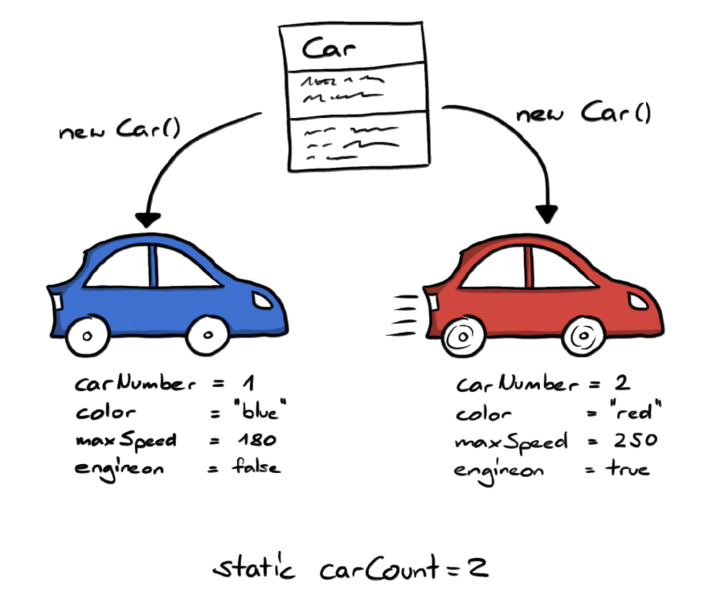 Car
new Car()
new Car()
carNumber = 1
color = "blue"
maxSpeed = 180
engineon = false
carNumber = 2
color = "red"
maxSpeed = 250
engineon = true
static carCount = 2